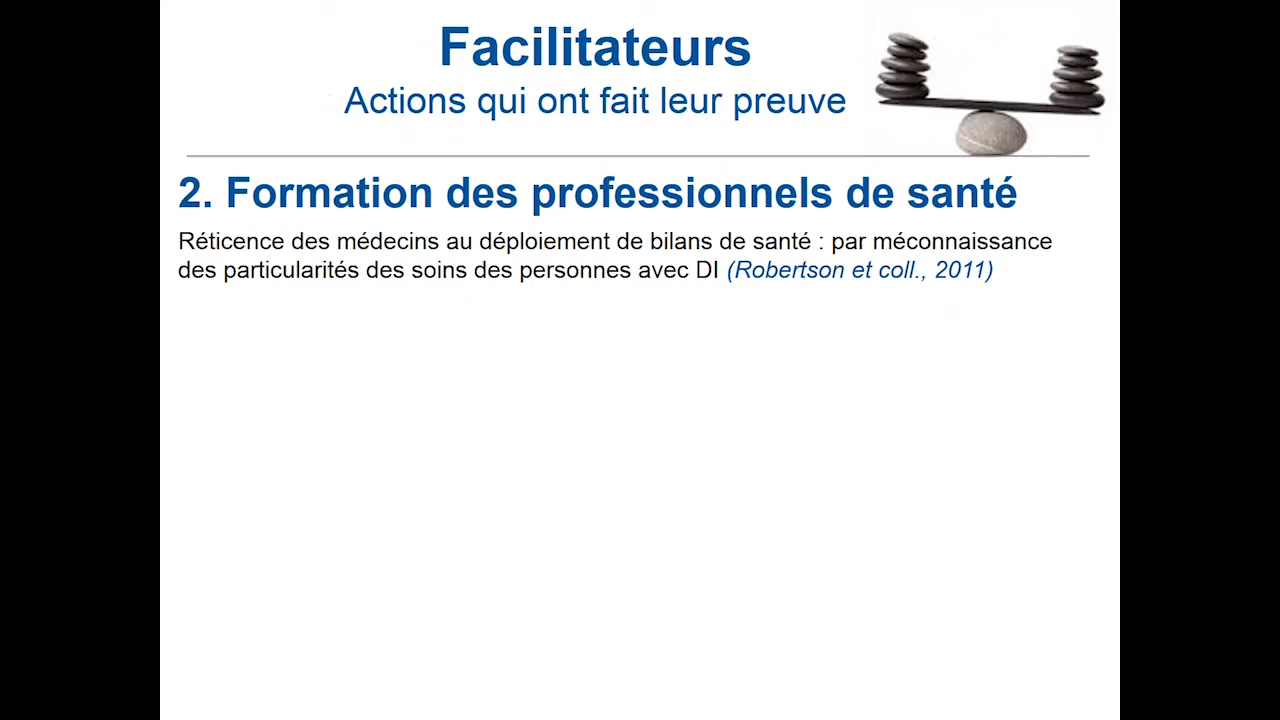 Facilitateurs
Actions qui ont fait leur preuve
2. Formation des professionnels de santé
Réticence des médecins au déploiement de bilans de santé : par méconnaissance
des particularités des soins des personnes avec DI (Robertson et coll., 2011)